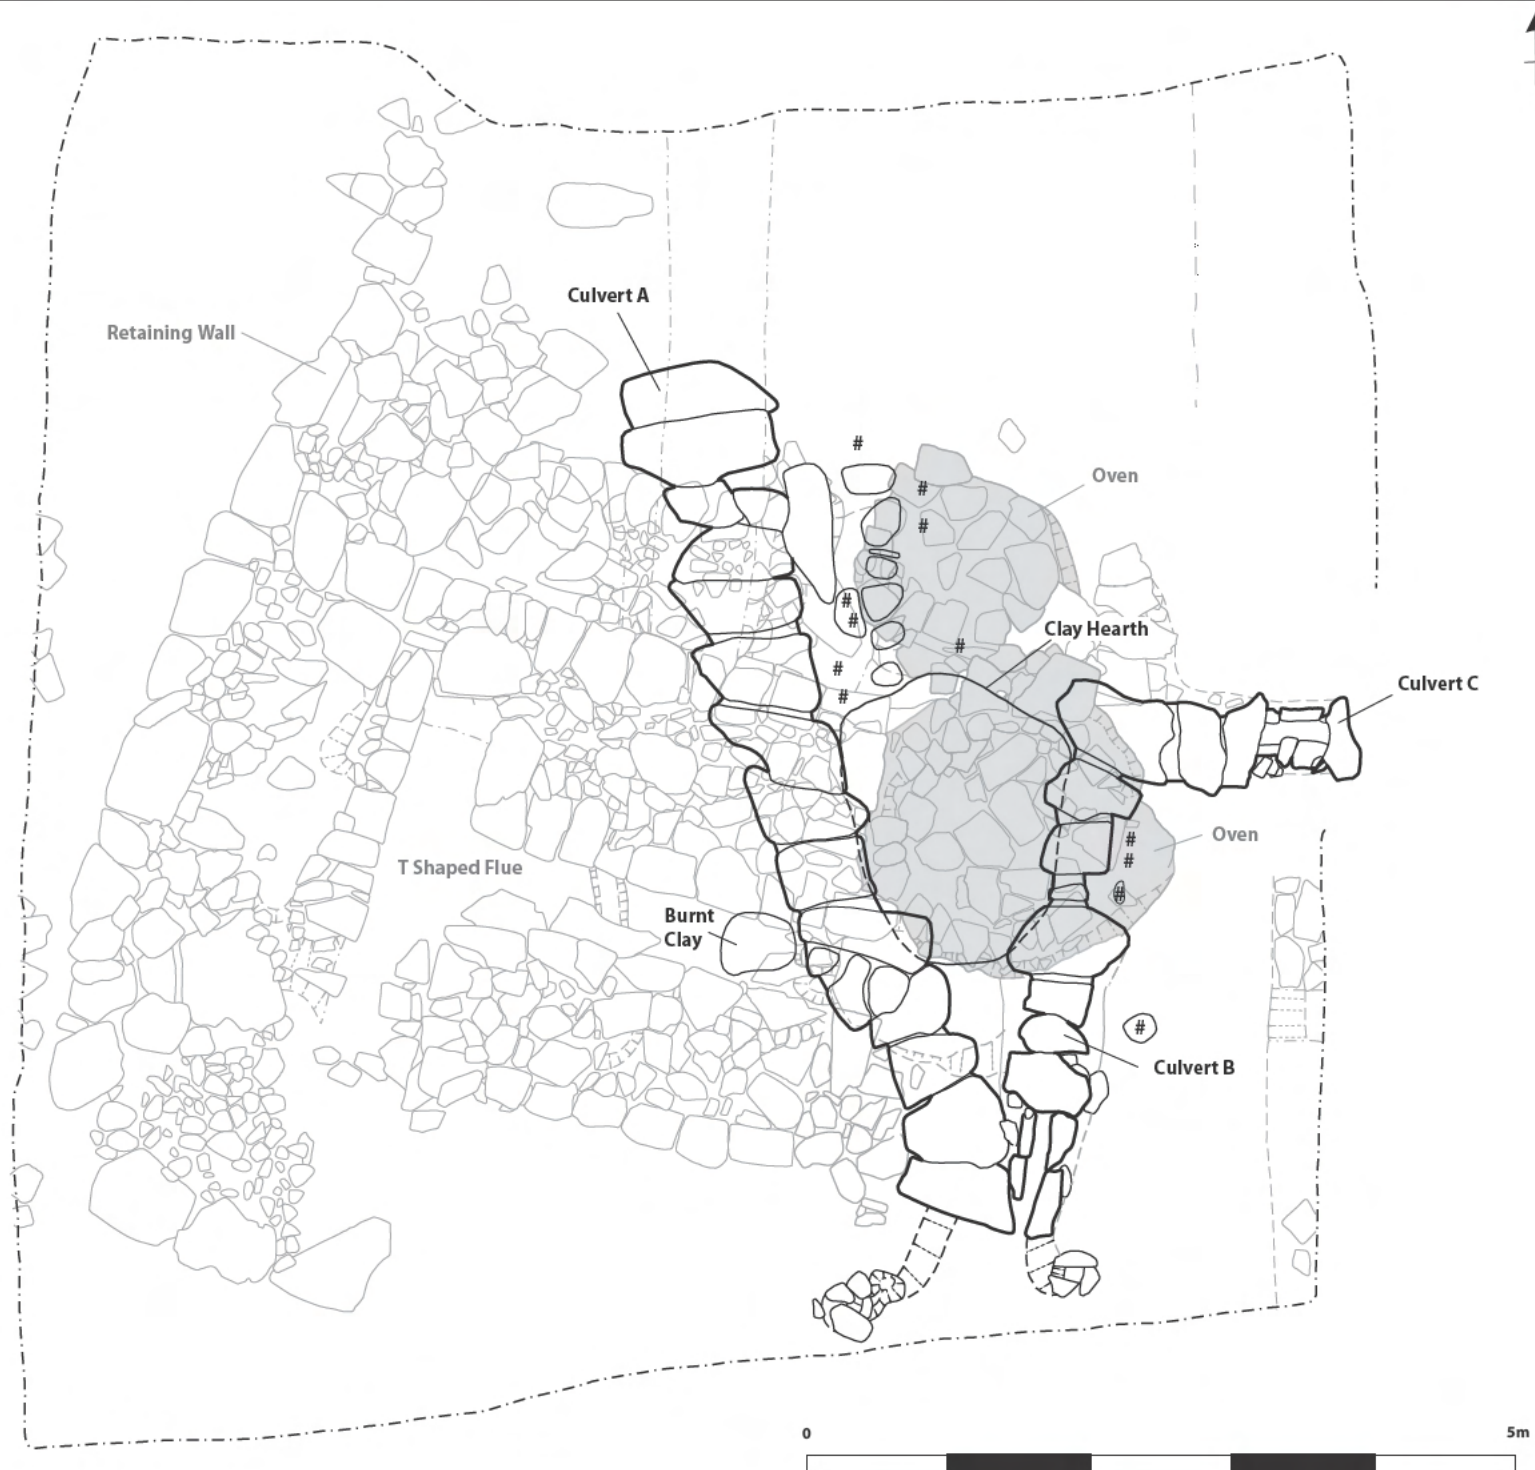 Culvert A
Retaining Wall
#
Oven
#
#
#
#
Clay Hearth
#
#
#
Culvert C
Oven
#
#
T Shaped Flue
#
Burnt
Clay
#
Culvert B
0
5m